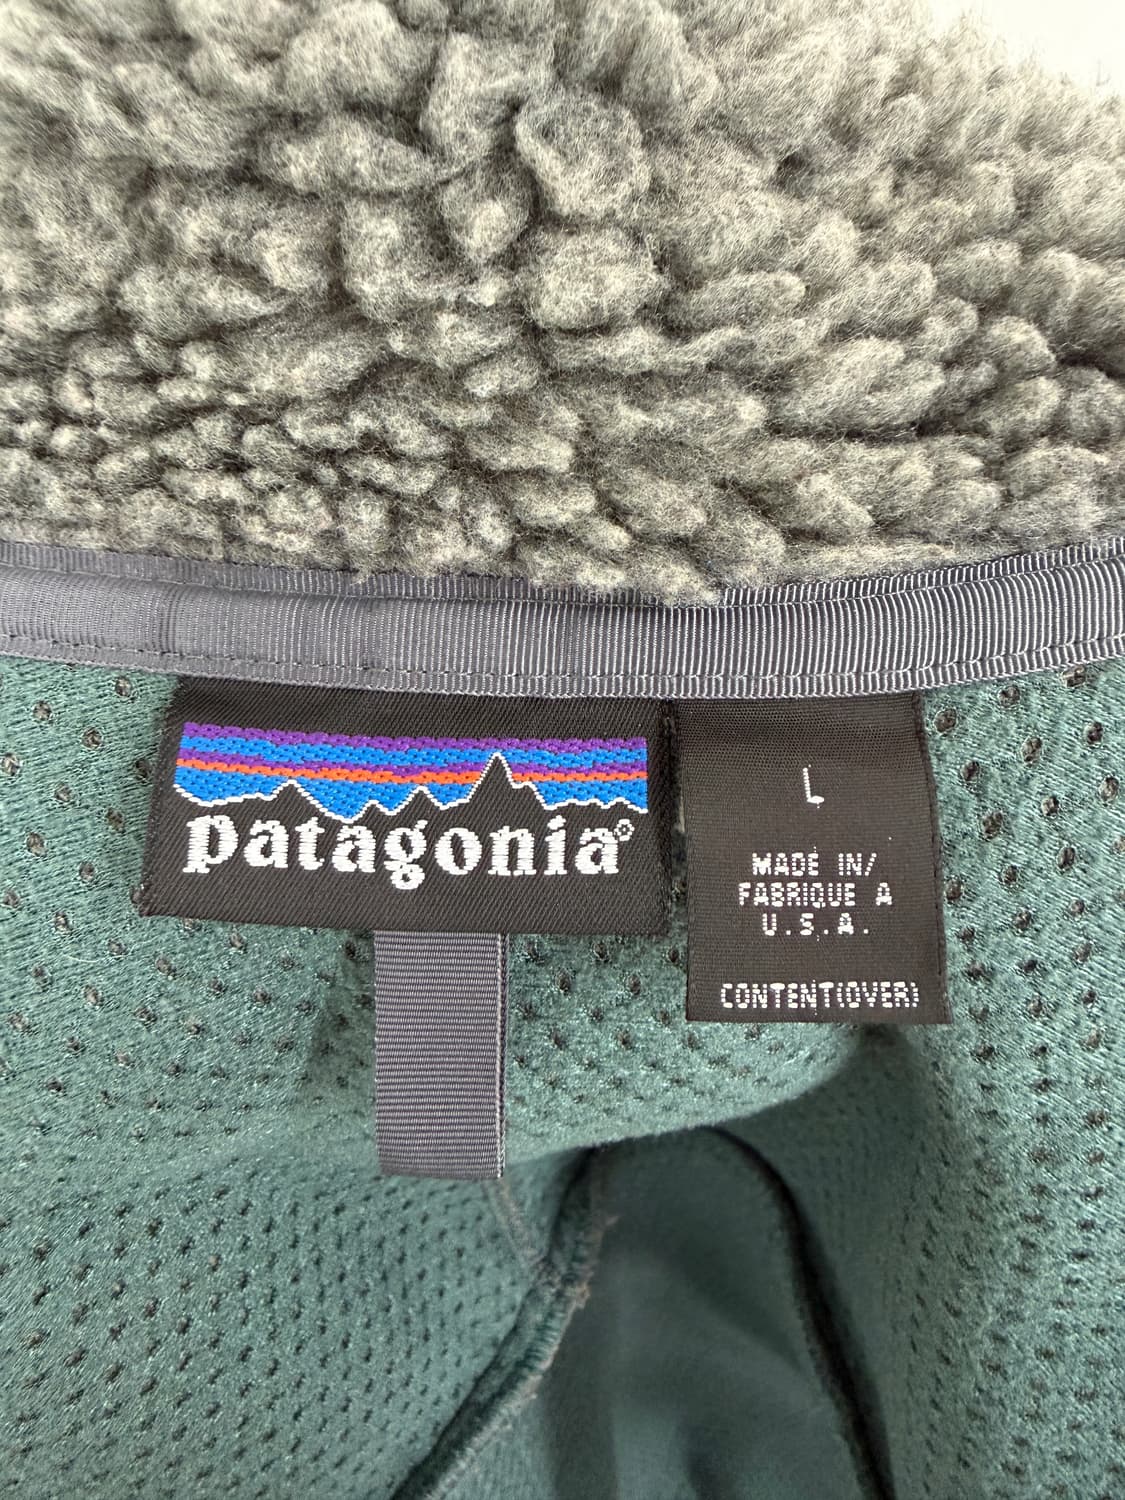 patagonia®
L
MADE IN/
FABRIQUE A
U.S.A.
CONTENT(OVER)